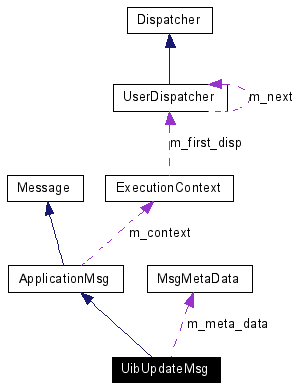 Dispatcher
UserDispatcher
m_next
m_first_disp
Message
ExecutionContext
m_context
ApplicationMsg
MsgMetaData
m_meta_data
UibUpdateMsg